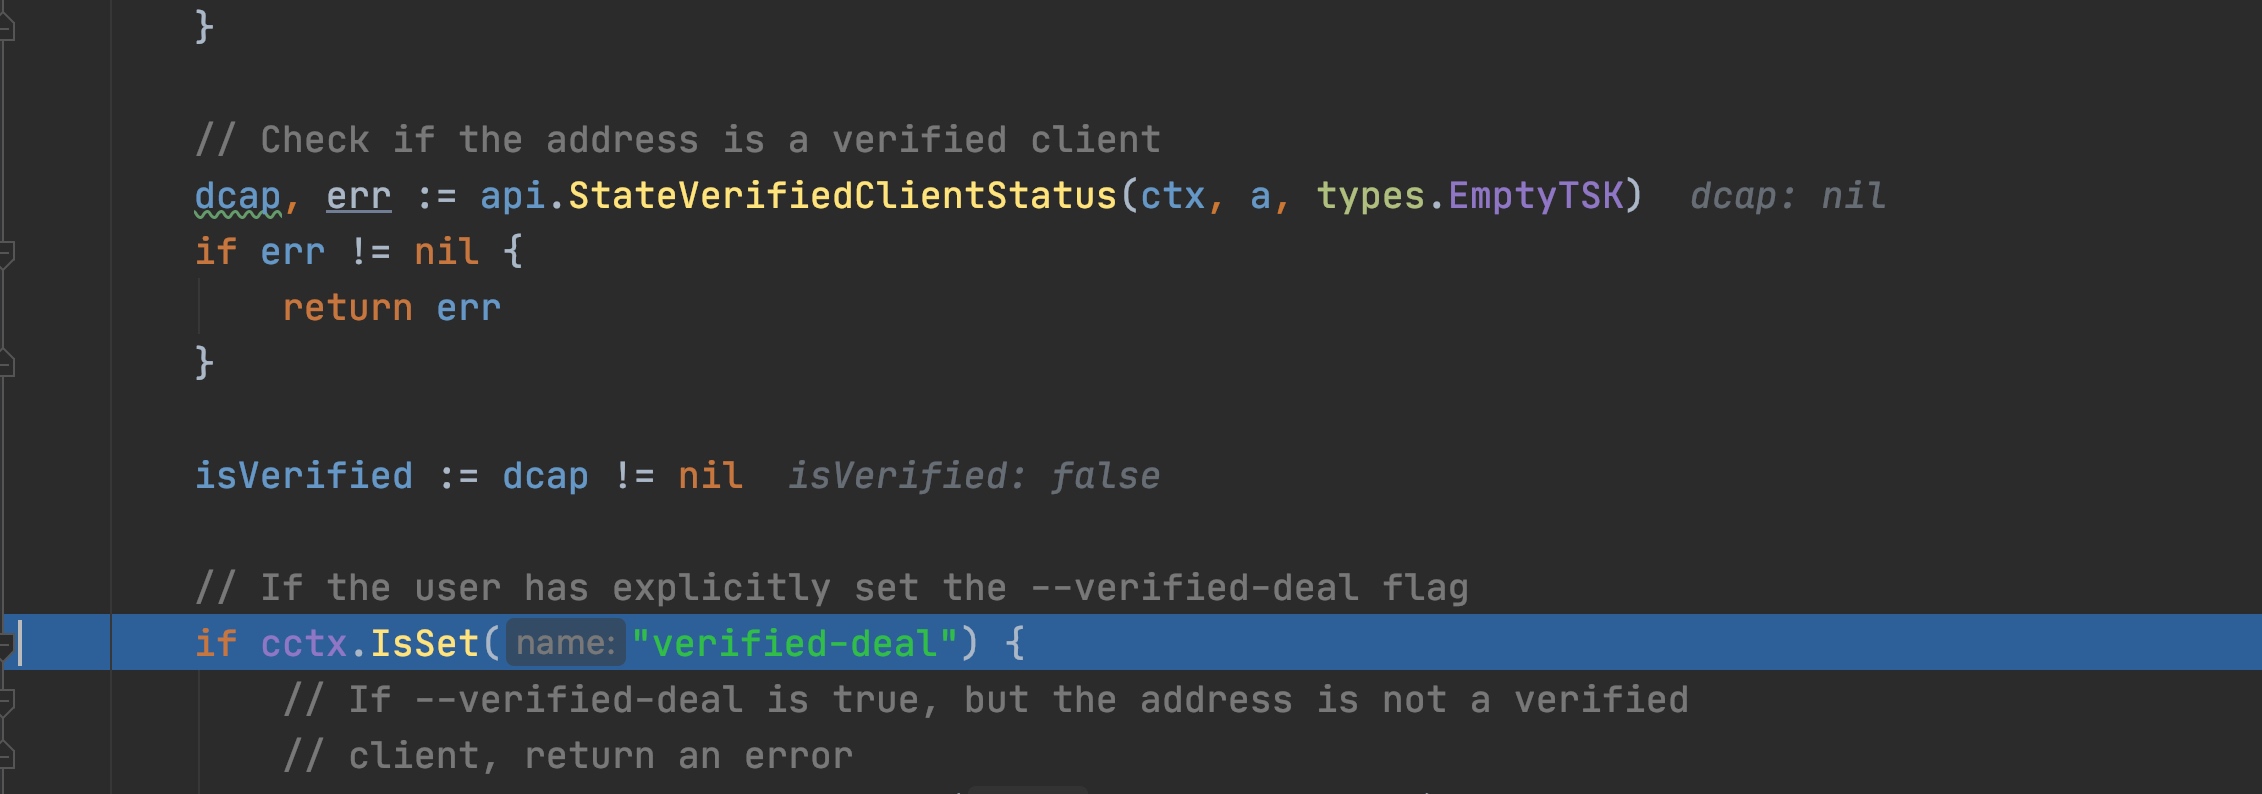 }
// Check if the address is a verified client
dcap, err := api.StateVerifiedClientStatus(ctx, a, types.EmptyTSK)  dcap: nil
if err != nil {
return err
}
isVerified := dcap != nil  isVerified: false
// If the user has explicitly set the --verified-deal flag
if cctx.IsSet( name: "verified-deal") {
// If --verified-deal is true, but the address is not a verified
// client, return an error